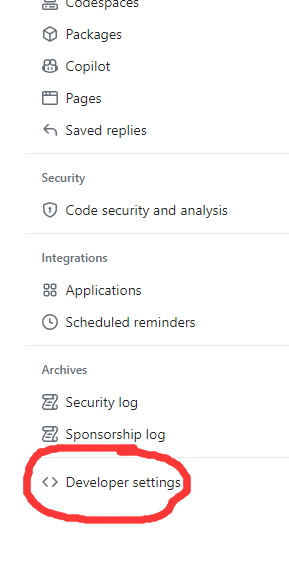 Codespaces
Packages
Copilot
Pages
Saved replies
Security
Code security and analysis
Integrations
Applications
Scheduled reminders
Archives
Security log
Sponsorship log
Developer settings